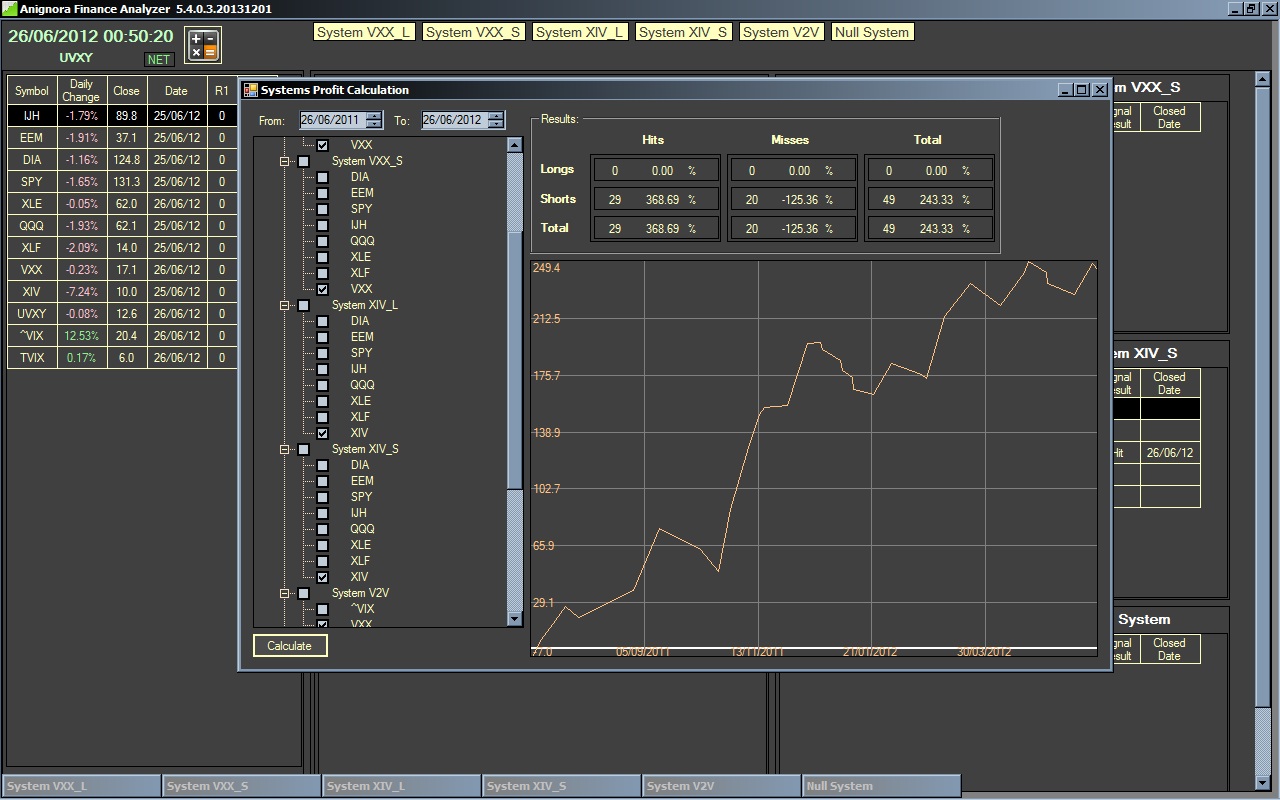 Anignora Finance Analyzer 5.4.0.3.20131201
26/06/2012 00:50:20
UVXY NET
System VXX_L System VXX_S System XIV_L System XIV_S System V2V Null System
Symbol Daily Change Close Date R1
IJH -1.79% 89.8 25/06/12 0
EEM -1.91% 37.1 25/06/12 0
DIA -1.16% 124.8 25/06/12 0
SPY -1.65% 131.3 25/06/12 0
XLE -0.05% 62.0 26/06/12 0
QQQ -1.93% 62.1 25/06/12 0
XLF -2.09% 14.0 25/06/12 0
VXX -0.23% 17.1 26/06/12 0
XIV -7.24% 10.0 25/06/12 0
UVXY -0.08% 12.6 26/06/12 0
^VIX 12.53% 20.4 26/06/12 0
TVIX 0.17% 6.0 26/06/12 0
Systems Profit Calculation
From: 26/06/2011 To: 26/06/2012
VXX
System VXX_S
DIA
EEM
SPY
IJH
QQQ
XLE
XLF
VXX
System XIV_L
DIA
EEM
SPY
IJH
QQQ
XLE
XLF
XIV
System XIV_S
DIA
EEM
SPY
IJH
QQQ
XLE
XLF
XIV
System V2V
^VIX
VXX
Calculate
Results:
Hits Misses Total
Longs 0 0.00 % 0 0.00 % 0 0.00 %
Shorts 29 368.69 % 20 -125.36 % 49 243.33 %
Total 29 368.69 % 20 -125.36 % 49 243.33 %
249.4
212.5
175.7
138.9
102.7
65.9
29.1
-7.0 05/09/2011 13/11/2011 21/01/2012 30/03/2012
m VXX_S
gnal sult Closed Date
em XIV_S
gnal sult Closed Date
Hit 26/06/12
System
gnal sult Closed Date
System VXX_L System VXX_S System XIV_L System XIV_S System V2V Null System